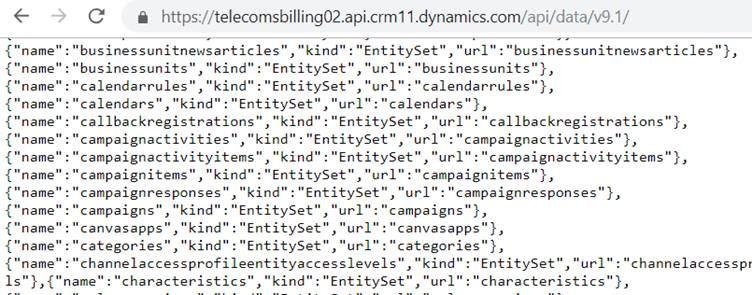 https://telecomsbilling02.api.crm11.dynamics.com/api/data/v9.1/
{"name":"businessunitnewsarticles","kind":"EntitySet","url":"businessunitnewsarticles"},
{"name":"businessunits","kind":"EntitySet","url":"businessunits"},
{"name":"calendarrules","kind":"EntitySet","url":"calendarrules"},
{"name":"calendars","kind":"EntitySet","url":"calendars"},
{"name":"callbackregistrations","kind":"EntitySet","url":"callbackregistrations"},
{"name":"campaignactivities","kind":"EntitySet","url":"campaignactivities"},
{"name":"campaignactivityitems","kind":"EntitySet","url":"campaignactivityitems"},
{"name":"campaignitems","kind":"EntitySet","url":"campaignitems"},
{"name":"campaignresponses","kind":"EntitySet","url":"campaignresponses"},
{"name":"campaigns","kind":"EntitySet","url":"campaigns"},
{"name":"canvasapps","kind":"EntitySet","url":"canvasapps"},
{"name":"categories","kind":"EntitySet","url":"categories"},
{"name":"channelaccessprofileentityaccesslevels","kind":"EntitySet","url":"channelaccessp
ls"},{"name":"characteristics","kind":"EntitySet","url":"characteristics"},